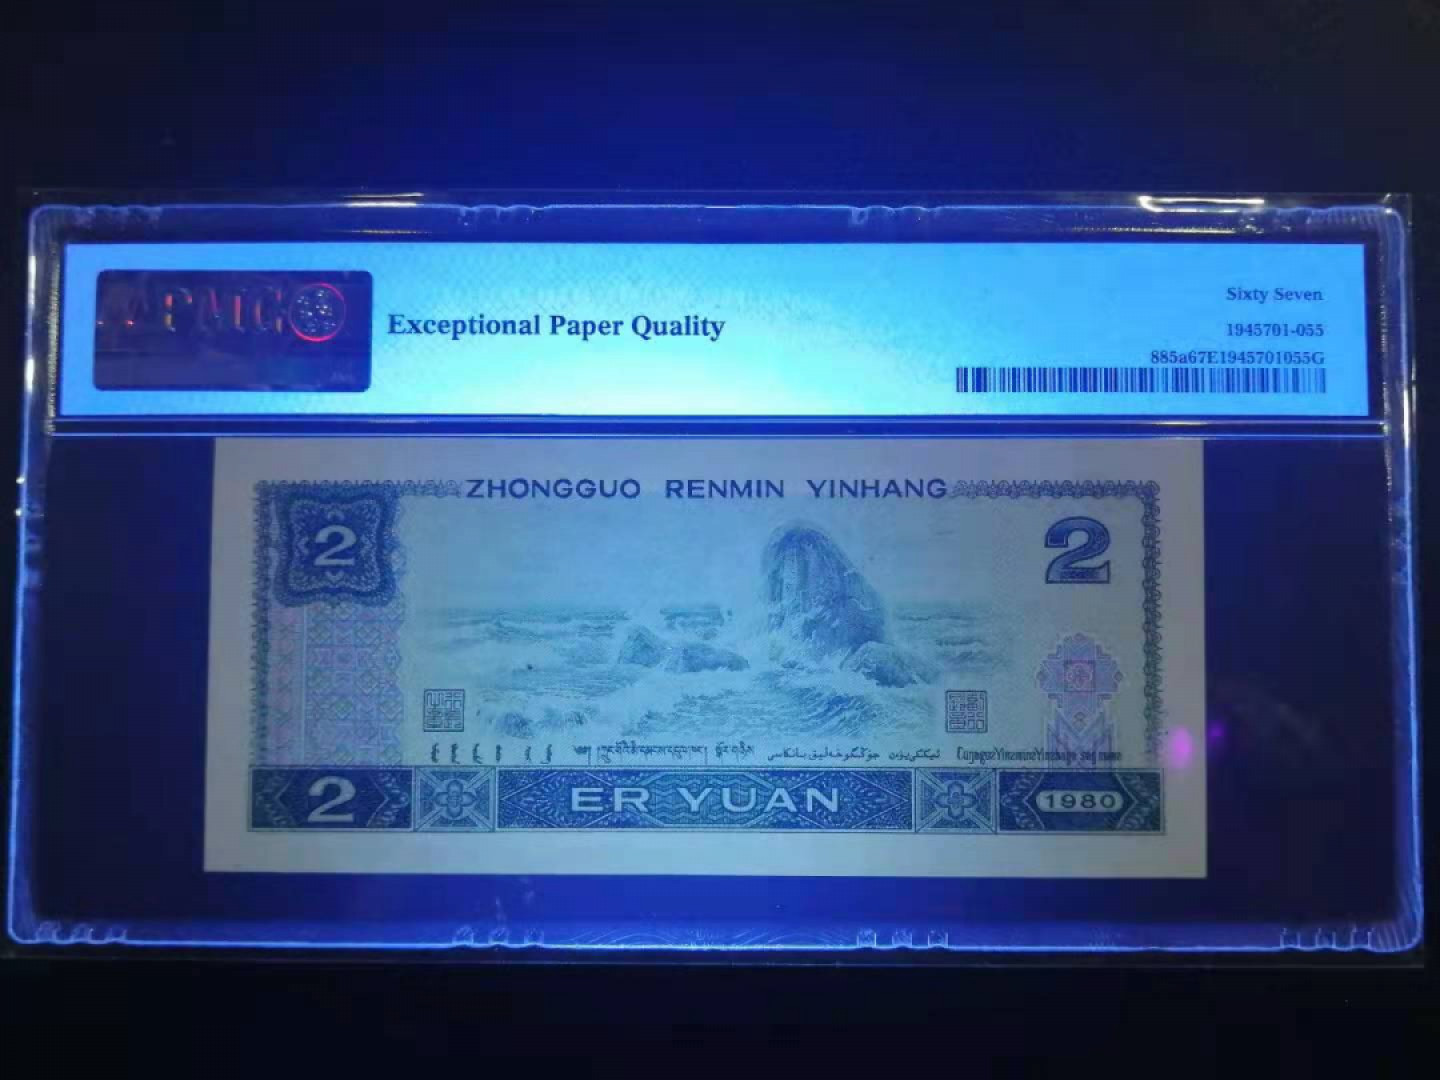 PMG
Exceptional Paper Quality
Sixty Seven
1945701-055
885a67E1945701055G
ZHONGGUO RENMIN YINHANG
2
2
2
ER YUAN
1980